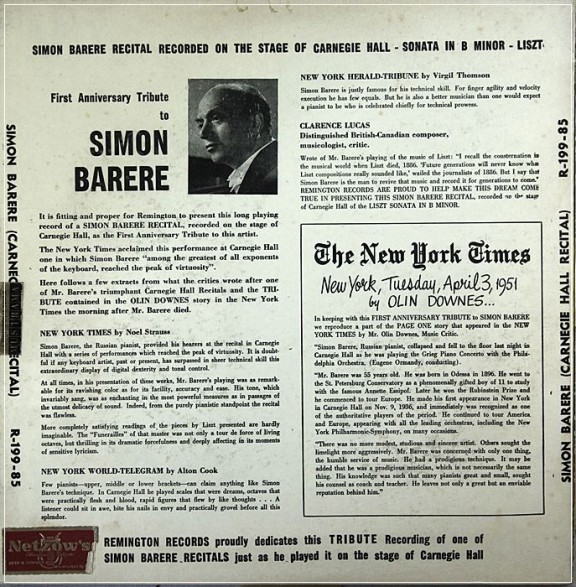 SIMON BARERE RECITAL RECORDED ON THE STAGE OF CARNEGIE HALL - SONATA IN B MINOR - LISZT
First Anniversary Tribute
to
SIMON
BARERE
It is fitting and proper for Remington to present this long playing
record of a SIMON BARERE RECITAL, recorded on the stage of
Carnegie Hall, as the First Anniversary Tribute to this artist.
The New York Times acclaimed this performance at Carnegie Hall
one in which Simon Barere "among the greatest of all exponents
of the keyboard, reached the peak of virtuosity".
Here follows a few extracts from what the critics wrote after one
of Mr. Barere's triumphant Carnegie Hall Recitals and the TRI-
BUTE contained in the OLIN DOWNES story in the New York
Times the morning after Mr. Barere died.
NEW YORK TIMES by Noel Strauss
Simon Barere, the Russian pianist, provided his hearers at the recital in Carnegie
Hall with a series of performances which reached the peak of virtuosity. It is doubt-
ful if any keyboard artist, past or present, has surpassed in sheer technical skill this
extraordinary display of digital dexterity and tonal control.
At all times, in his presentation of those works, Mr. Barere's playing was as remark-
able for its ravishing color as for its facility, accuracy and ease. His tone, which
invariably sang, was as enchanting in the most powerful measures as in passages of
the utmost delicacy of sound. Indeed, from the purely pianistic standpoint the recital
was flawless.
More completely satisfying readings of the pieces by Liszt presented are hardly
imaginable. The "Funerailles" of that master was not only a tour de force of living
octaves, but thrilling in its dramatic forcefulness and deeply affecting in its moments
of sensitive lyricism.
NEW YORK WORLD-TELEGRAM by Alton Cook
Few pianists—upper, middle or lower brackets—can claim anything like Simon
Barere's technique. In Carnegie Hall he played scales that were dreams, octaves that
were practically flesh and blood, rapid figures that flew by like thoughts . . . A
listener could sit in awe, bite his nails in envy and practically grovel before all this
splendor.
NEW YORK HERALD-TRIBUNE by Virgil Thomson
Simon Barere is justly famous for his technical skill. For finger agility and velocity
execution he has few equals. But he is also a better musician than one would expect
a pianist to be who is celebrated chiefly for technical prowess.
CLARENCE LUCAS
Distinguished British-Canadian composer,
musicologist, critic.
Wrote of Mr. Barere's playing of the music of Liszt: "I recall the consternation in
the musical world when Liszt died, 1886. 'Future generations will never know what
Liszt compositions really sounded like,' wailed the journals of 1886. But I say that
Simon Barere is the man to revive that music and record it for generations to come."
REMINGTON RECORDS ARE PROUD TO HELP MAKE THIS DREAM COME
TRUE IN PRESENTING THIS SIMON BARERE RECITAL, recorded on the stage
of Carnegie Hall of the LISZT SONATA IN B MINOR.
The New York Times
New York, Tuesday, April 3, 1951
by OLIN DOWNES...
In keeping with this FIRST ANNIVERSARY TRIBUTE to SIMON BARERE
we reproduce a part of the PAGE ONE story that appeared in the NEW
YORK TIMES by Mr. Olin Downes, Music Critic.
"Simon Barere, Russian pianist, collapsed and fell to the floor last night in
Carnegie Hall as he was playing the Grieg Piano Concerto with the Phila-
delphia Orchestra, (Eugene Ormandy, conducting).
"Mr. Barere was 55 years old. He was born in Odessa in 1896. He went to
the St. Petersburg Conservatory as a phenomenally gifted boy of 11 to study
with the famous Annette Essipof. Later he won the Rubinstein Prize and
he commenced to tour Europe. He made his first appearance in New York
in Carnegie Hall on Nov. 9, 1936, and immediately was recognized as one
of the authoritative players of the period. He continued to tour America
and Europe, appearing with all the leading orchestras, including the New
York Philharmonic-Symphony, on many occasions.
"There was no more modest, studious and sincere artist. Others sought the
limelight more aggressively. Mr. Barere was concerned with only one thing,
the humble service of music. He had a prodigious technique. It may be
added that he was a prodigious musician, which is not necessarily the same
thing. His knowledge was such that many pianists great and small, sought
his counsel as coach and teacher. He leaves not only a great but an enviable
reputation behind him."
REMINGTON RECORDS proudly dedicates this TRIBUTE Recording of one of
SIMON BARERE RECITALS just as he played it on the stage of Carnegie Hall
Netzow's
SIMON BARERE (CARNEGIE HALL RECITAL) R-199-85
SIMON BARERE (CARNEGIE HALL RECITAL) R-199-85